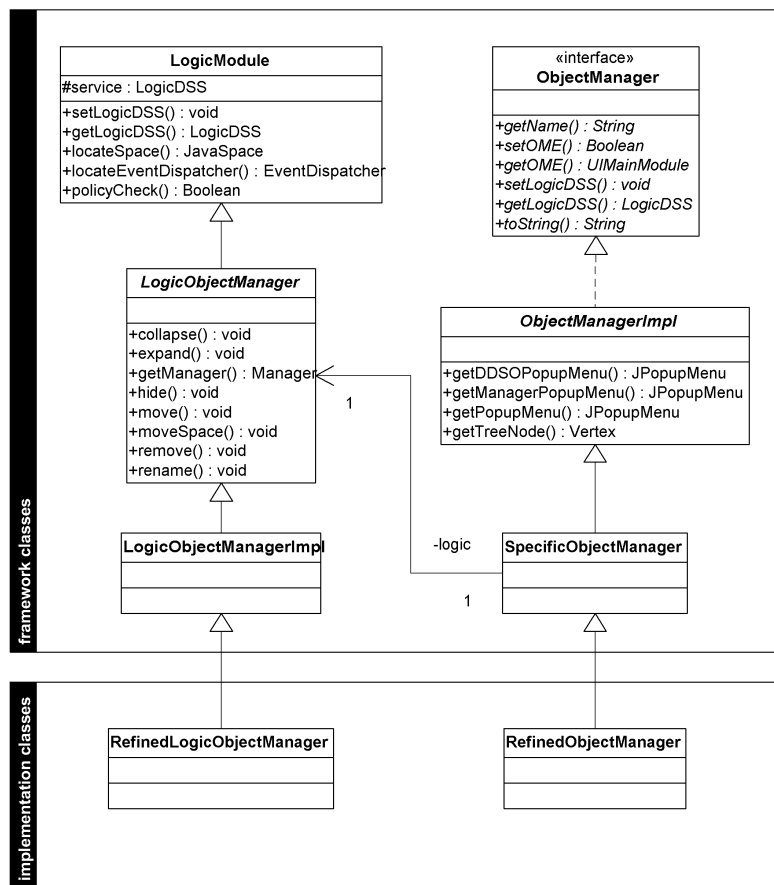 LogicModule
#service : LogicDSS
+setLogicDSS() : void
+getLogicDSS() : LogicDSS
+locateSpace() : JavaSpace
+locateEventDispatcher() : EventDispatcher
+policyCheck() : Boolean
«interface»
ObjectManager
+getName() : String
+setOME() : Boolean
+getOME() : UIMainModule
+setLogicDSS() : void
+getLogicDSS() : LogicDSS
+toString() : String
LogicObjectManager
+collapse() : void
+expand() : void
+getManager() : Manager
+hide() : void
+move() : void
+moveSpace() : void
+remove() : void
+rename() : void
ObjectManagerImpl
+getDDSOPopupMenu() : JPopupMenu
+getManagerPopupMenu() : JPopupMenu
+getPopupMenu() : JPopupMenu
+getTreeNode() : Vertex
1
-logic
1
LogicObjectManagerImpl
SpecificObjectManager
framework classes
RefinedLogicObjectManager
RefinedObjectManager
implementation classes